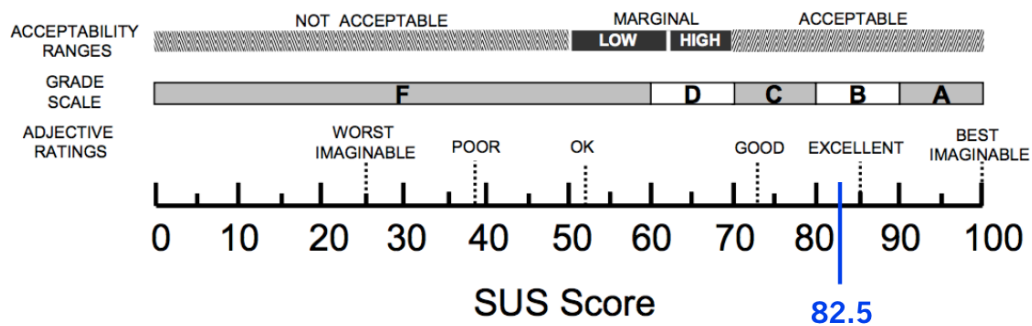 ACCEPTABILITY RANGES
NOT ACCEPTABLE
MARGINAL
ACCEPTABLE
LOW
HIGH
GRADE SCALE
F
D
C
B
A
ADJECTIVE RATINGS
WORST IMAGINABLE
POOR
OK
GOOD
EXCELLENT
BEST IMAGINABLE
0 10 20 30 40 50 60 70 80 90 100
SUS Score
82.5